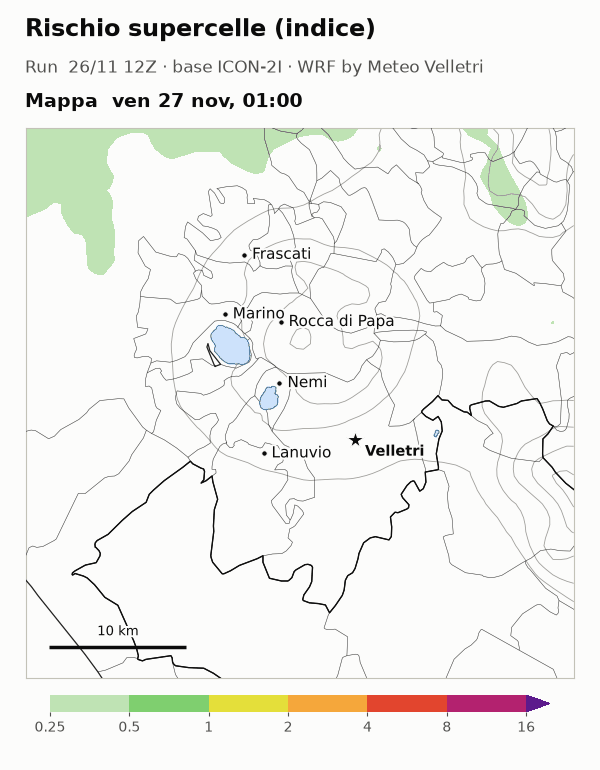 Rischio supercelle (indice)
Run  26/11 12Z · base ICON-2I · WRF by Meteo Velletri
Mappa  ven 27 nov, 01:00
Frascati
Marino
Rocca di Papa
Nemi
Velletri
Lanuvio
10 km
0.25 0.5 1 2 4 8 16